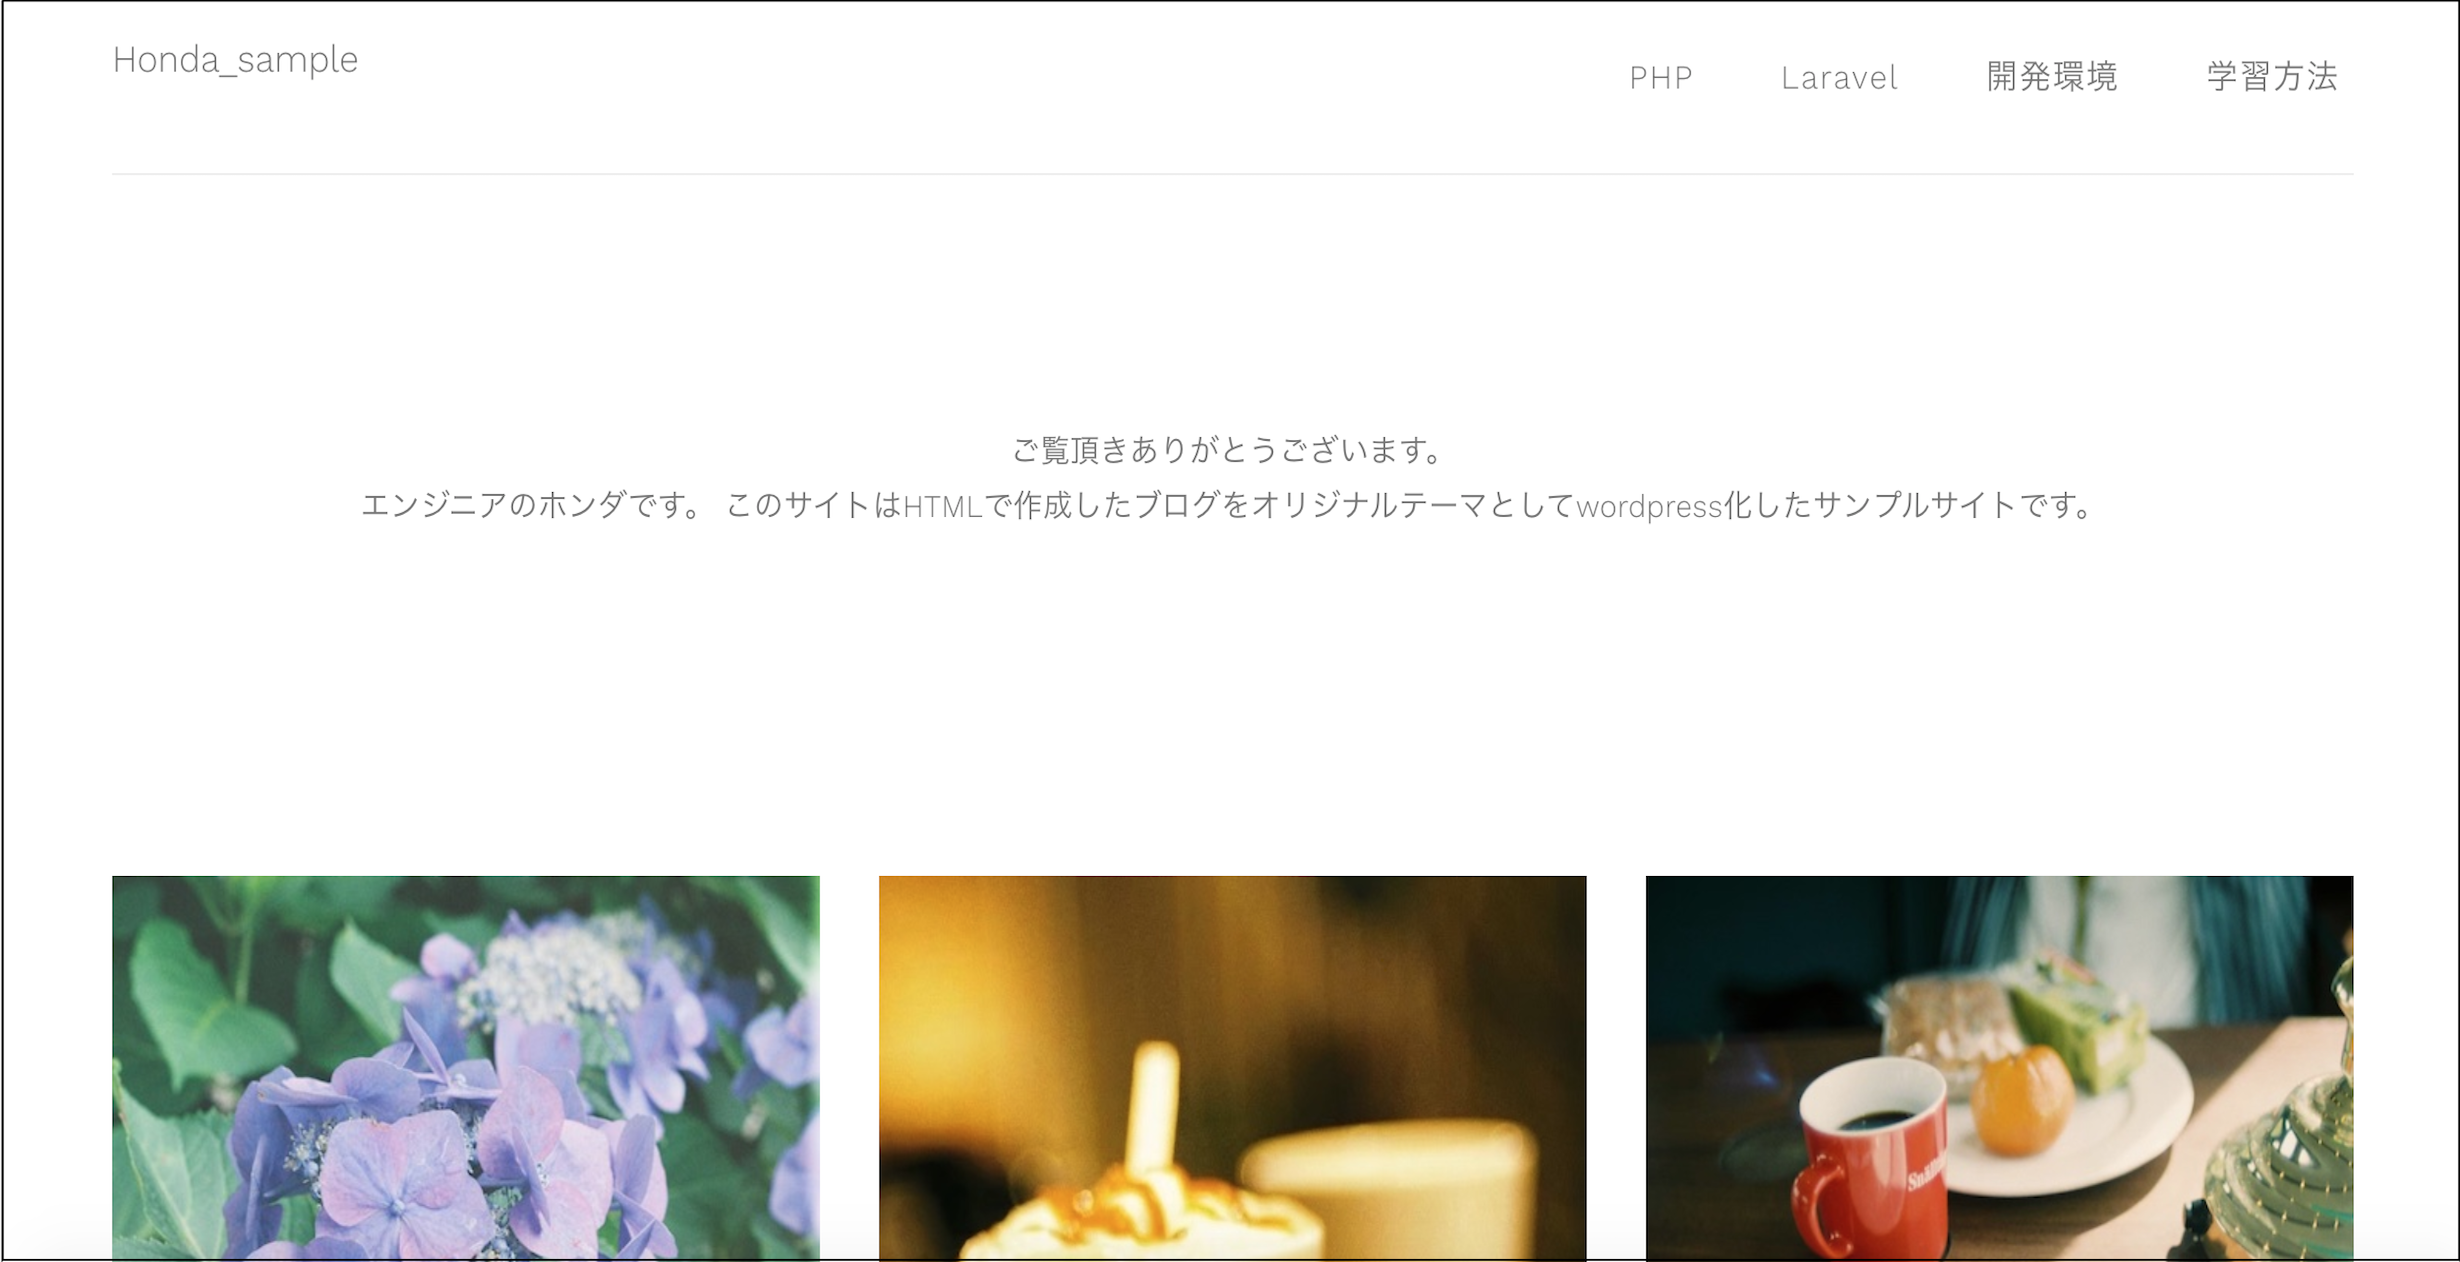 Honda_sample
PHP Laravel 開発環境 学習方法
ご覧頂きありがとうございます。
エンジニアのホンダです。 このサイトはHTMLで作成したブログをオリジナルテーマとしてwordpress化したサンプルサイトです。